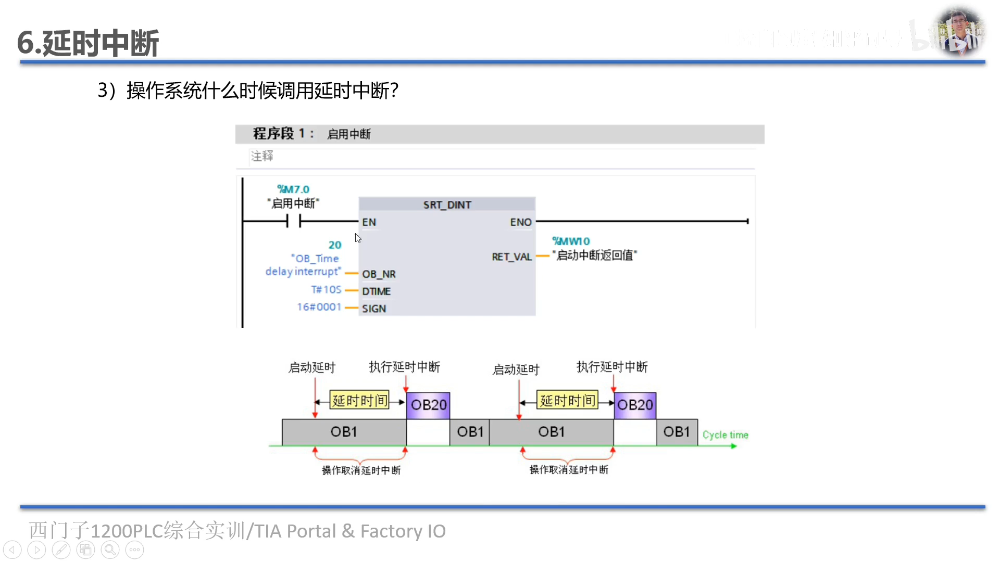 6.延时中断
bilibili
3）操作系统什么时候调用延时中断？
程序段 1： 启用中断
注释
%M7.0
"启用中断"
SRT_DINT
EN ENO
20
"OB_Time
delay interrupt"
OB_NR
T#10S
DTIME
16#0001
SIGN
%MW10
RET_VAL
"启动中断返回值"
启动延时 执行延时中断 启动延时 执行延时中断
延时时间 OB20 延时时间 OB20
OB1 OB1 OB1 OB1 Cycle time
操作取消延时中断 操作取消延时中断
西门子1200PLC综合实训/TIA Portal & Factory IO